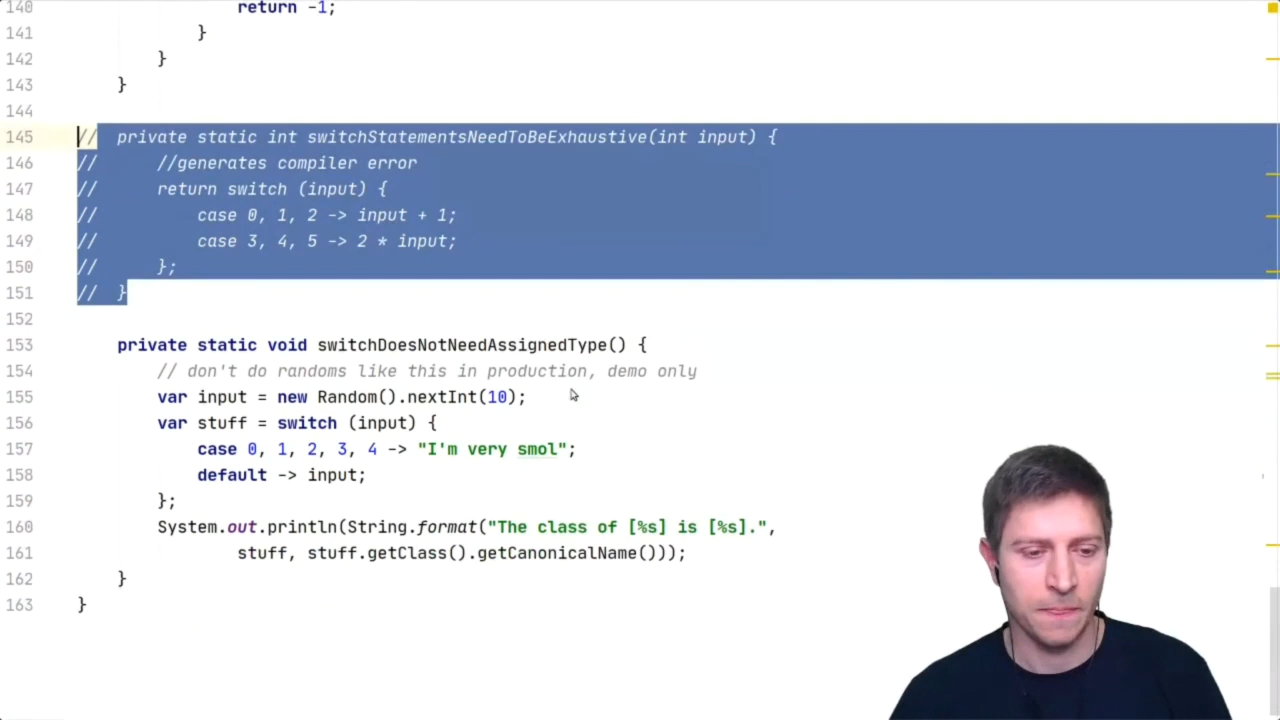 140 return -1;
141 }
142 }
143 }
144
145 // private static int switchStatementsNeedToBeExhaustive(int input) {
146 // //generates compiler error
147 // return switch (input) {
148 // case 0, 1, 2 -> input + 1;
149 // case 3, 4, 5 -> 2 * input;
150 // };
151 // }
152
153 private static void switchDoesNotNeedAssignedType() {
154 // don't do randoms like this in production, demo only
155 var input = new Random().nextInt(10);
156 var stuff = switch (input) {
157 case 0, 1, 2, 3, 4 -> "I'm very smol";
158 default -> input;
159 };
160 System.out.println(String.format("The class of [%s] is [%s].",
161 stuff, stuff.getClass().getCanonicalName()));
162 }
163 }